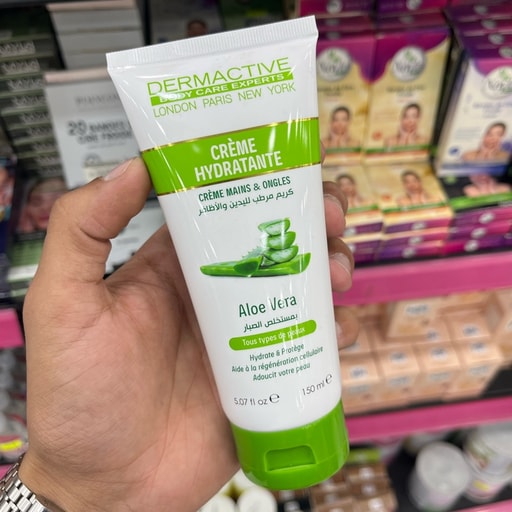 DERMACTIVE
BODY CARE EXPERTS
LONDON PARIS NEW YORK
CRÈME
HYDRATANTE
CRÈME MAINS & ONGLES
كريم مرطب لليدين والأظافر
Aloe Vera
بمستخلص الصبار
Tous types de peaux
Hydrate & Protège
Aide à la régénération cellulaire
Adoucit votre peau
5.07 fl oz e 150 ml e
20